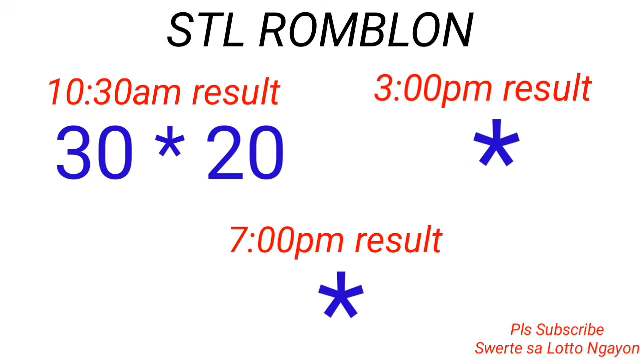 STL ROMBLON
10:30am result
30 * 20
3:00pm result
*
7:00pm result
*
Pls Subscribe
Swerte sa Lotto Ngayon